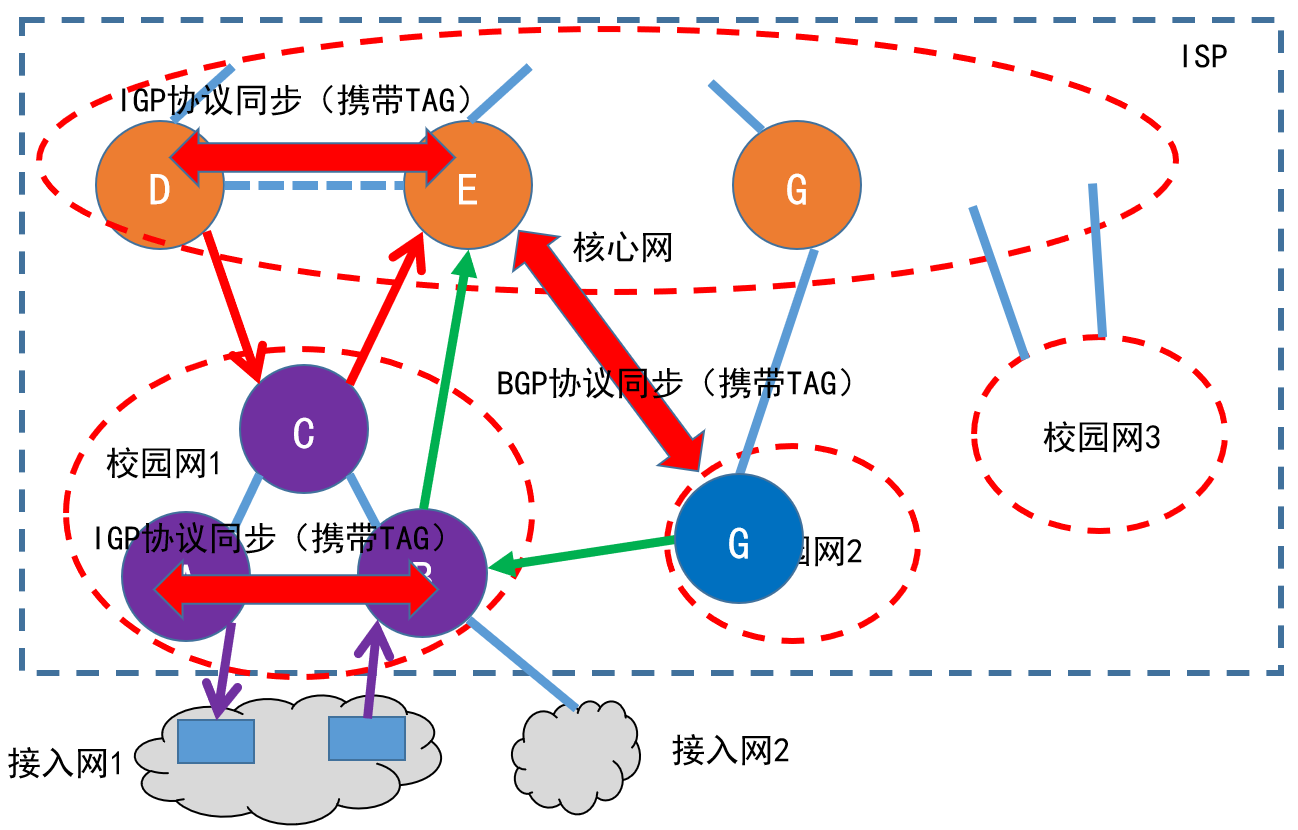 ISP
IGP协议同步（携带TAG）
D
E
G
核心网
BGP协议同步（携带TAG）
C
校园网1
校园网3
IGP协议同步（携带TAG）
G
园网2
B
接入网1
接入网2